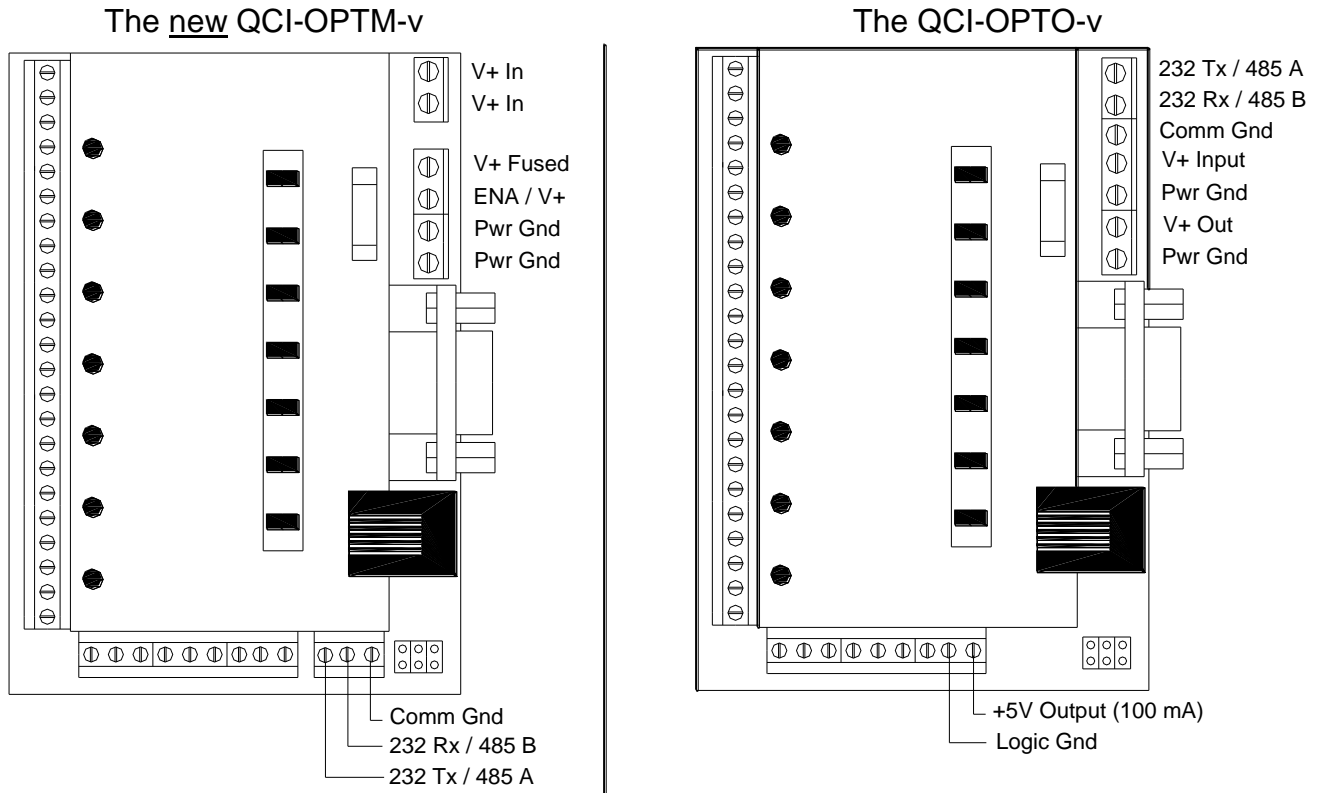 The new QCI-OPTM-v
V+ In
V+ In
V+ Fused
ENA / V+
Pwr Gnd
Pwr Gnd
Comm Gnd
232 Rx / 485 B
232 Tx / 485 A
The QCI-OPTO-v
232 Tx / 485 A
232 Rx / 485 B
Comm Gnd
V+ Input
Pwr Gnd
V+ Out
Pwr Gnd
+5V Output (100 mA)
Logic Gnd